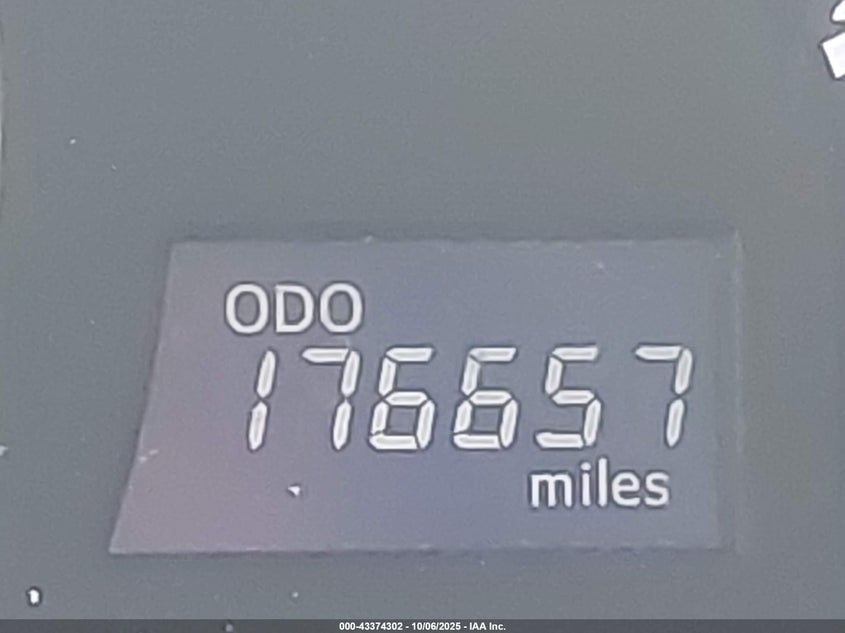 ODO
176657
miles
000-43374302 - 10/06/2025 - IAA Inc.